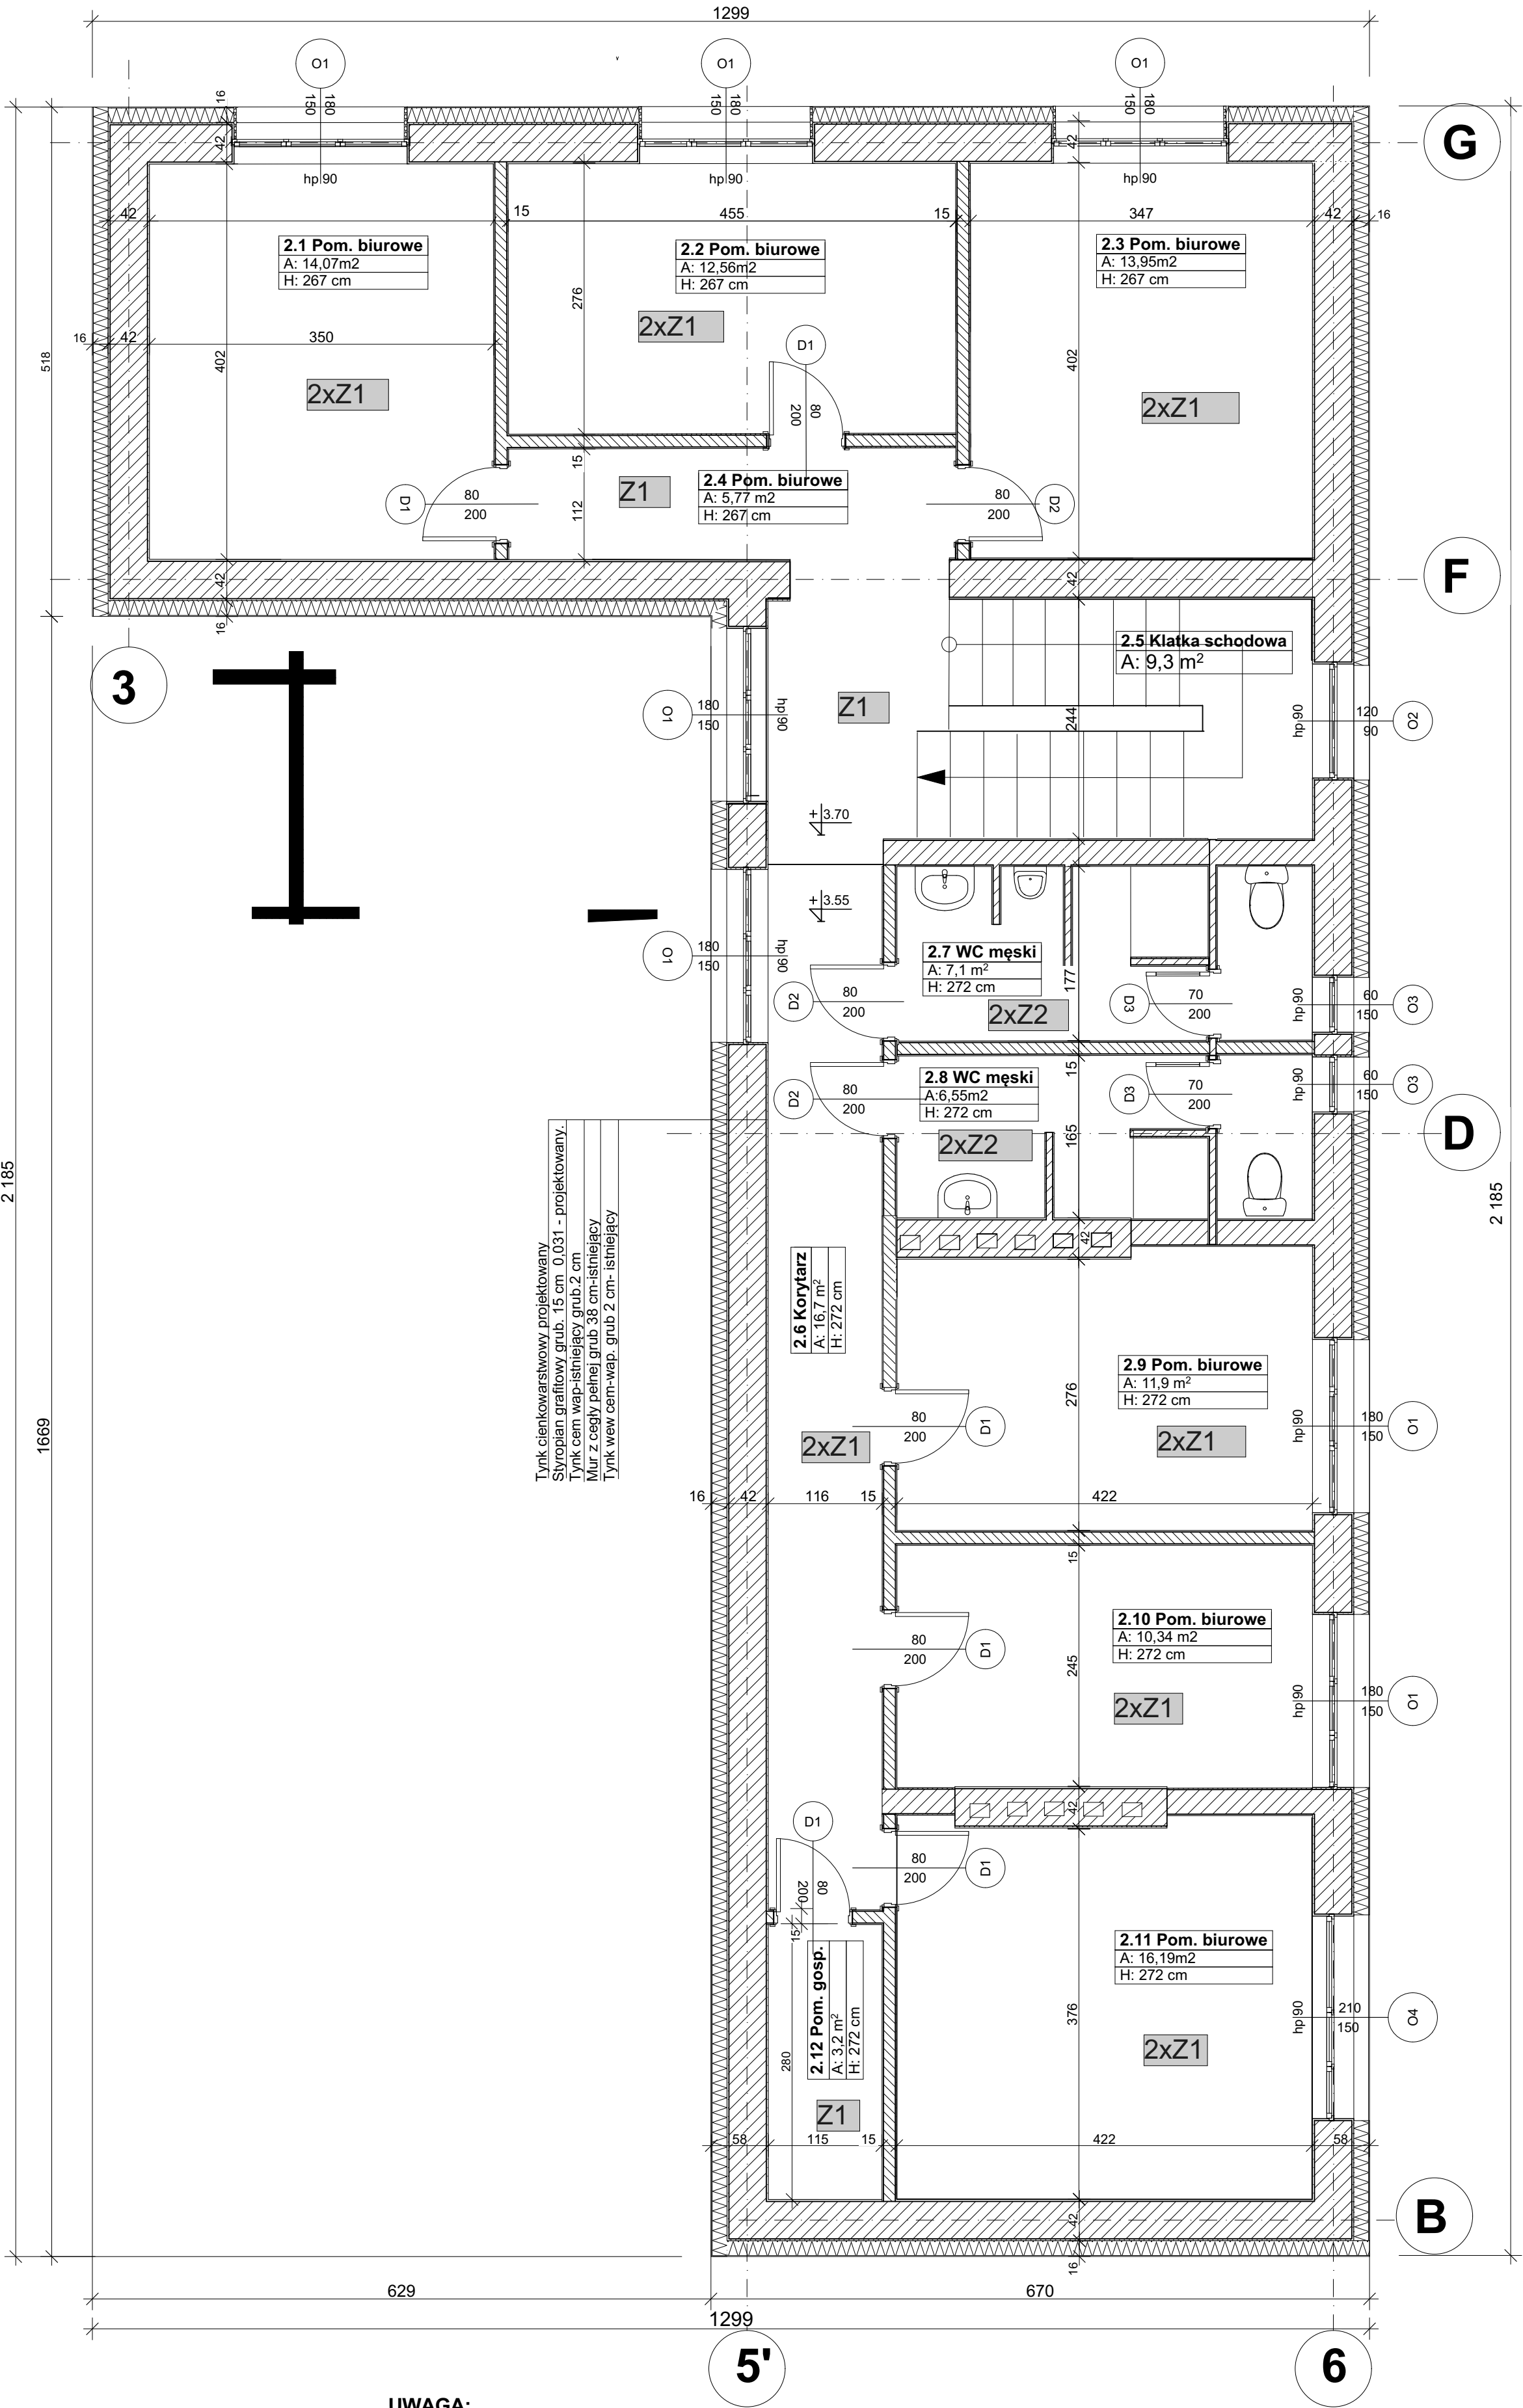 1299
O1
O1
O1
150
180
150
180
150
180
16
42
42
G
hp 90
hp 90
hp 90
42
15
455
15
347
42
16
2.1 Pom. biurowe
A: 14,07m2
H: 267 cm
2.2 Pom. biurowe
A: 12,56m2
H: 267 cm
2.3 Pom. biurowe
A: 13,95m2
H: 267 cm
276
2xZ1
D1
16
42
350
518
402
402
2xZ1
2xZ1
200
80
15
2.4 Pom. biurowe
A: 5,77 m2
H: 267 cm
Z1
D1
80
200
112
80
200
D2
42
42
F
16
2.5 Klatka schodowa
A: 9,3 m2
3
O1
180
150
hp 90
Z1
244
hp 90
120
90
O2
+3.70
+3.55
O1
180
150
hp 90
2.7 WC męski
A: 7,1 m2
H: 272 cm
177
2xZ2
D2
80
200
D3
70
200
hp 90
60
150
O3
15
2.8 WC męski
A:6,55m2
H: 272 cm
D2
80
200
D3
70
200
hp 90
60
150
O3
2xZ2
165
D
2 185
2 185
42
Tynk cienkowarstwowy projektowany
Styropian grafitowy grub. 15 cm 0,031 - projektowany.
Tynk cem wap-istniejący grub.2 cm
Mur z cegły pełnej grub 38 cm-istniejący
Tynk wew cem-wap. grub 2 cm- istniejący
2.6 Korytarz
A: 16,7 m2
H: 272 cm
2.9 Pom. biurowe
A: 11,9 m2
H: 272 cm
276
1669
2xZ1
80
200
D1
2xZ1
hp 90
180
150
O1
16
42
116
15
422
15
2.10 Pom. biurowe
A: 10,34 m2
H: 272 cm
80
200
D1
245
2xZ1
hp 90
180
150
O1
42
D1
80
200
D1
200
80
15
2.11 Pom. biurowe
A: 16,19m2
H: 272 cm
2.12 Pom. gosp.
A: 3,2 m2
H: 272 cm
376
hp 90
210
150
O4
280
2xZ1
Z1
58
115
15
422
58
42
B
16
629
670
1299
5'
6
UWAGA: